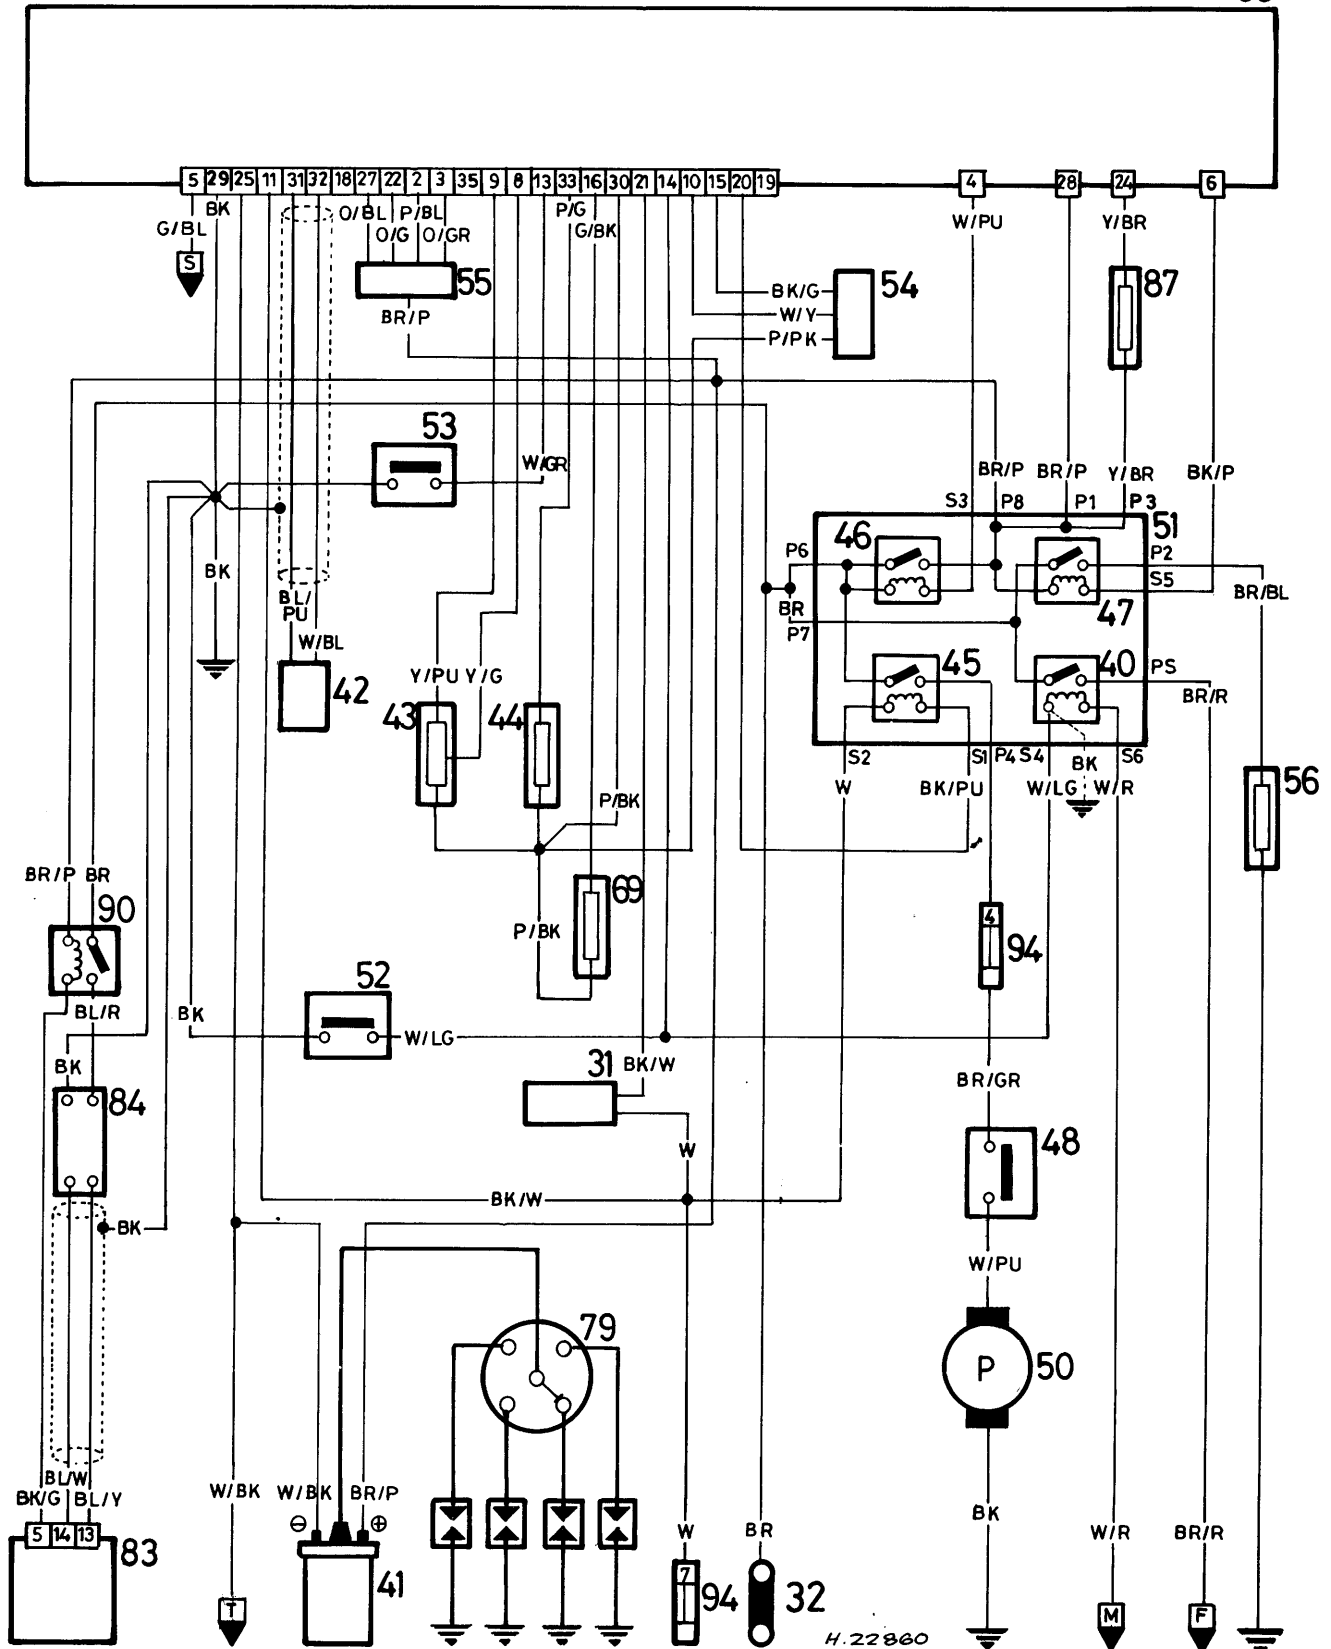 5 29 25 11 31 32 18 27 22 2 3 35 9 8 13 33 16 30 21 14 10 15 20 19 4 28 24 6
BK O/BL P/BL P/G W/PU Y/BR
G/BL O/G O/GR G/BK
S
55 BK/G 54 87
BR/P W/Y
P/PK
53
W/GR BR/P BR/P Y/BR BK/P
S3 P8 P1 P3
46 51
P6 P2
BK S5
BL/PU BR 47 BR/BL
P7
W/BL
Y/PU Y/G 45 40 PS
42 BR/R
43 44
S2 S1 P4 S4 BK S6
W BK/PU W/LG W/R 56
P/BK
BR/P BR 69
90 4
P/BK 94
52
BK BL/R
W/LG
BK 31 BK/W BR/GR
84
48
W
BK/W
BK
W/PU
79
P 50
BL/W
BK/G BL/Y W/BK W/BK BR/P
BK
5 14 13 − + W BR W/R BR/R
83 41 7 94 32
T M F
H.22860